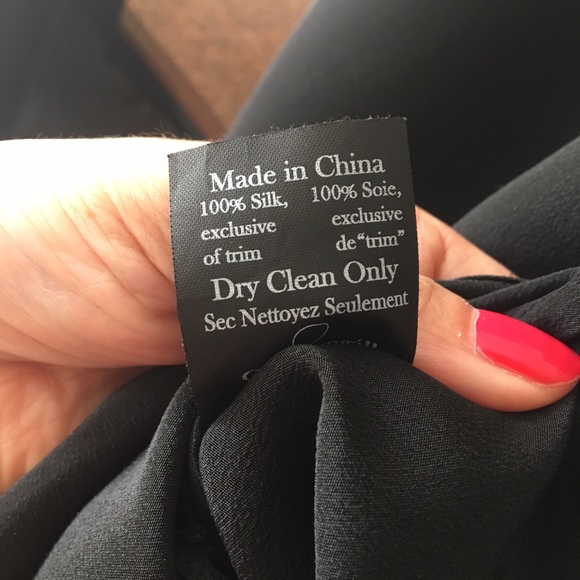 Made in China
100% Silk, 100% Soie,
exclusive exclusive
of trim de“trim”
Dry Clean Only
Sec Nettoyez Seulement